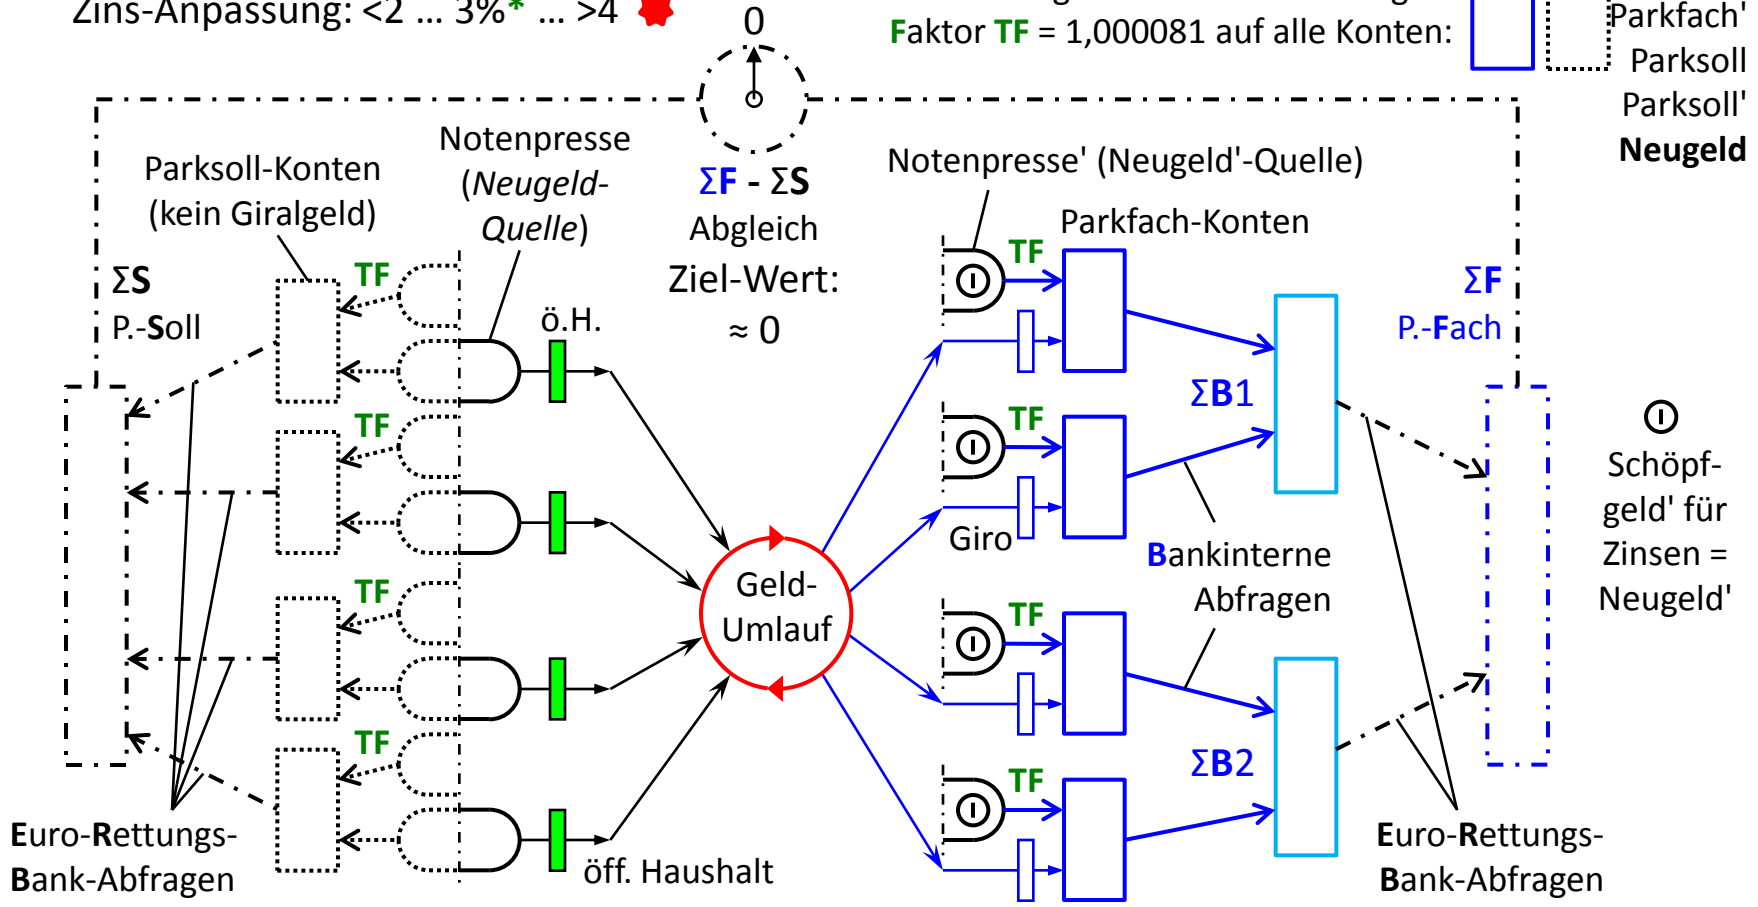 Zins-Anpassung: <2 ... 3%* ... >4
0
Faktor TF = 1,000081 auf alle Konten:
Parkfach'
Parksoll
Parksoll'
Neugeld
Notenpresse
(Neugeld-
Quelle)
Parksoll-Konten
(kein Giralgeld)
ΣF - ΣS
Abgleich
Ziel-Wert:
≈ 0
Notenpresse' (Neugeld'-Quelle)
Parkfach-Konten
ΣS
P.-Soll
TF
TF
TF
TF
ö.H.
TF
TF
TF
TF
ΣF
P.-Fach
ΣB1
ΣB2
Giro
Geld-
Umlauf
Bankinterne
Abfragen
Schöpf-
geld' für
Zinsen =
Neugeld'
Euro-Rettungs-
Bank-Abfragen
öff. Haushalt
Euro-Rettungs-
Bank-Abfragen